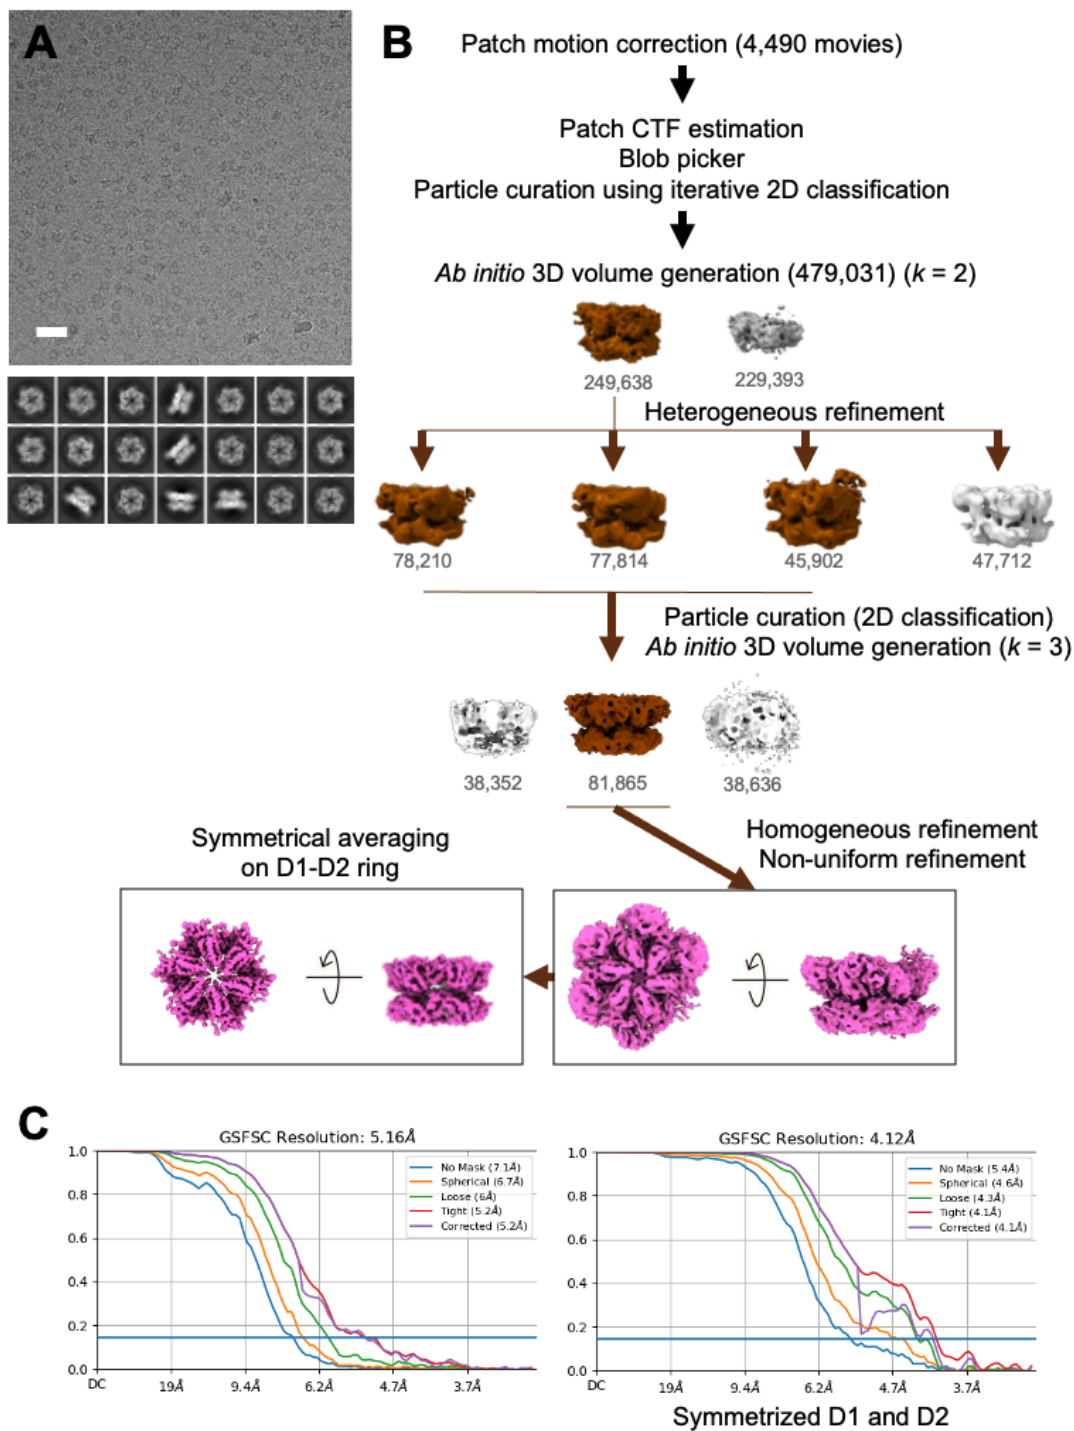 A
B
Patch motion correction (4,490 movies)
Patch CTF estimation
Blob picker
Particle curation using iterative 2D classification
Ab initio 3D volume generation (479,031) (k = 2)
249,638
229,393
Heterogeneous refinement
78,210
77,814
45,902
47,712
Particle curation (2D classification)
Ab initio 3D volume generation (k = 3)
38,352
81,865
38,636
Symmetrical averaging
on D1-D2 ring
Homogeneous refinement
Non-uniform refinement
C
GSFSC Resolution: 5.16Å
1.0
0.8
0.6
0.4
0.2
0.0
No Mask (7.1Å)
Spherical (6.7Å)
Loose (6Å)
Tight (5.2Å)
Corrected (5.2Å)
DC 19Å 9.4Å 6.2Å 4.7Å 3.7Å
GSFSC Resolution: 4.12Å
1.0
0.8
0.6
0.4
0.2
0.0
No Mask (5.4Å)
Spherical (4.6Å)
Loose (4.3Å)
Tight (4.1Å)
Corrected (4.1Å)
DC 19Å 9.4Å 6.2Å 4.7Å 3.7Å
Symmetrized D1 and D2